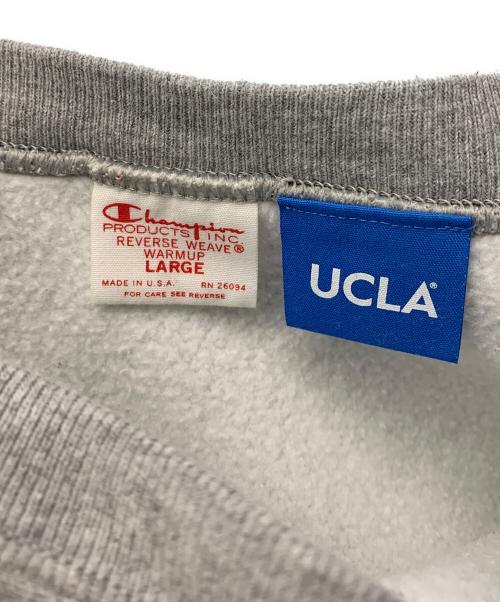 Champion
PRODUCTS INC.
REVERSE WEAVE®
WARMUP
LARGE
MADE IN U.S.A. RN 26094
FOR CARE SEE REVERSE
UCLA®